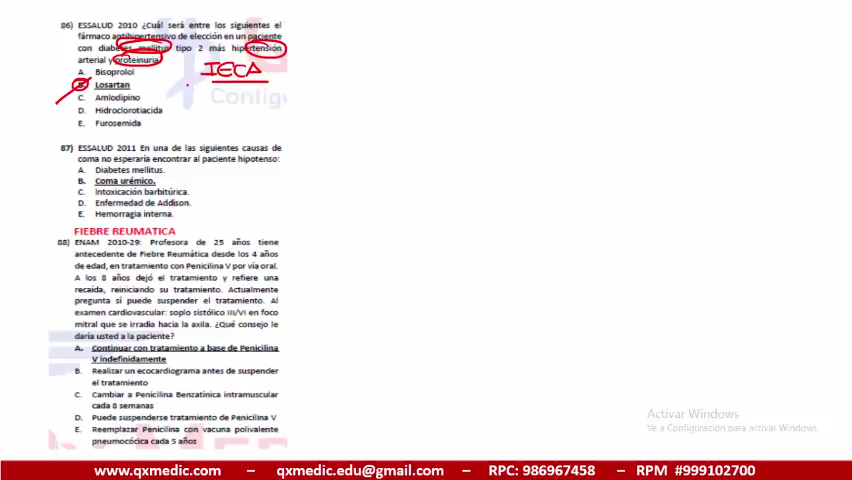 86) ESSALUD 2010 ¿Cuál será entre los siguientes el
fármaco antihipertensivo de elección en un paciente
con diabetes mellitus tipo 2 más hipertensión
arterial y proteinuria
IECA
A. Bisoprolol
B. Losartan
C. Amlodipino
D. Hidroclorotiacida
E. Furosemida
87) ESSALUD 2011 En una de las siguientes causas de
coma no esperaría encontrar al paciente hipotenso:
A. Diabetes mellitus.
B. Coma urémico.
C. Intoxicación barbitúrica.
D. Enfermedad de Addison.
E. Hemorragia interna.
FIEBRE REUMATICA
88) ENAM 2010-29: Profesora de 25 años tiene
antecedente de Fiebre Reumática desde los 4 años
de edad, en tratamiento con Penicilina V por vía oral.
A los 8 años dejó el tratamiento y refiere una
recaída, reiniciando su tratamiento. Actualmente
pregunta sí puede suspender el tratamiento. Al
examen cardiovascular: soplo sistólico III/VI en foco
mitral que se irradia hacia la axila. ¿Qué consejo le
daría usted a la paciente?
A. Continuar con tratamiento a base de Penicilina
V indefinidamente
B. Realizar un ecocardiograma antes de suspender
el tratamiento
C. Cambiar a Penicilina Benzatínica intramuscular
cada 8 semanas
D. Puede suspenderse tratamiento de Penicilina V
E. Reemplazar Penicilina con vacuna polivalente
pneumocócica cada 5 años
Activar Windows
Ve a Configuración para activar Windows.
www.qxmedic.com – qxmedic.edu@gmail.com – RPC: 986967458 – RPM #999102700